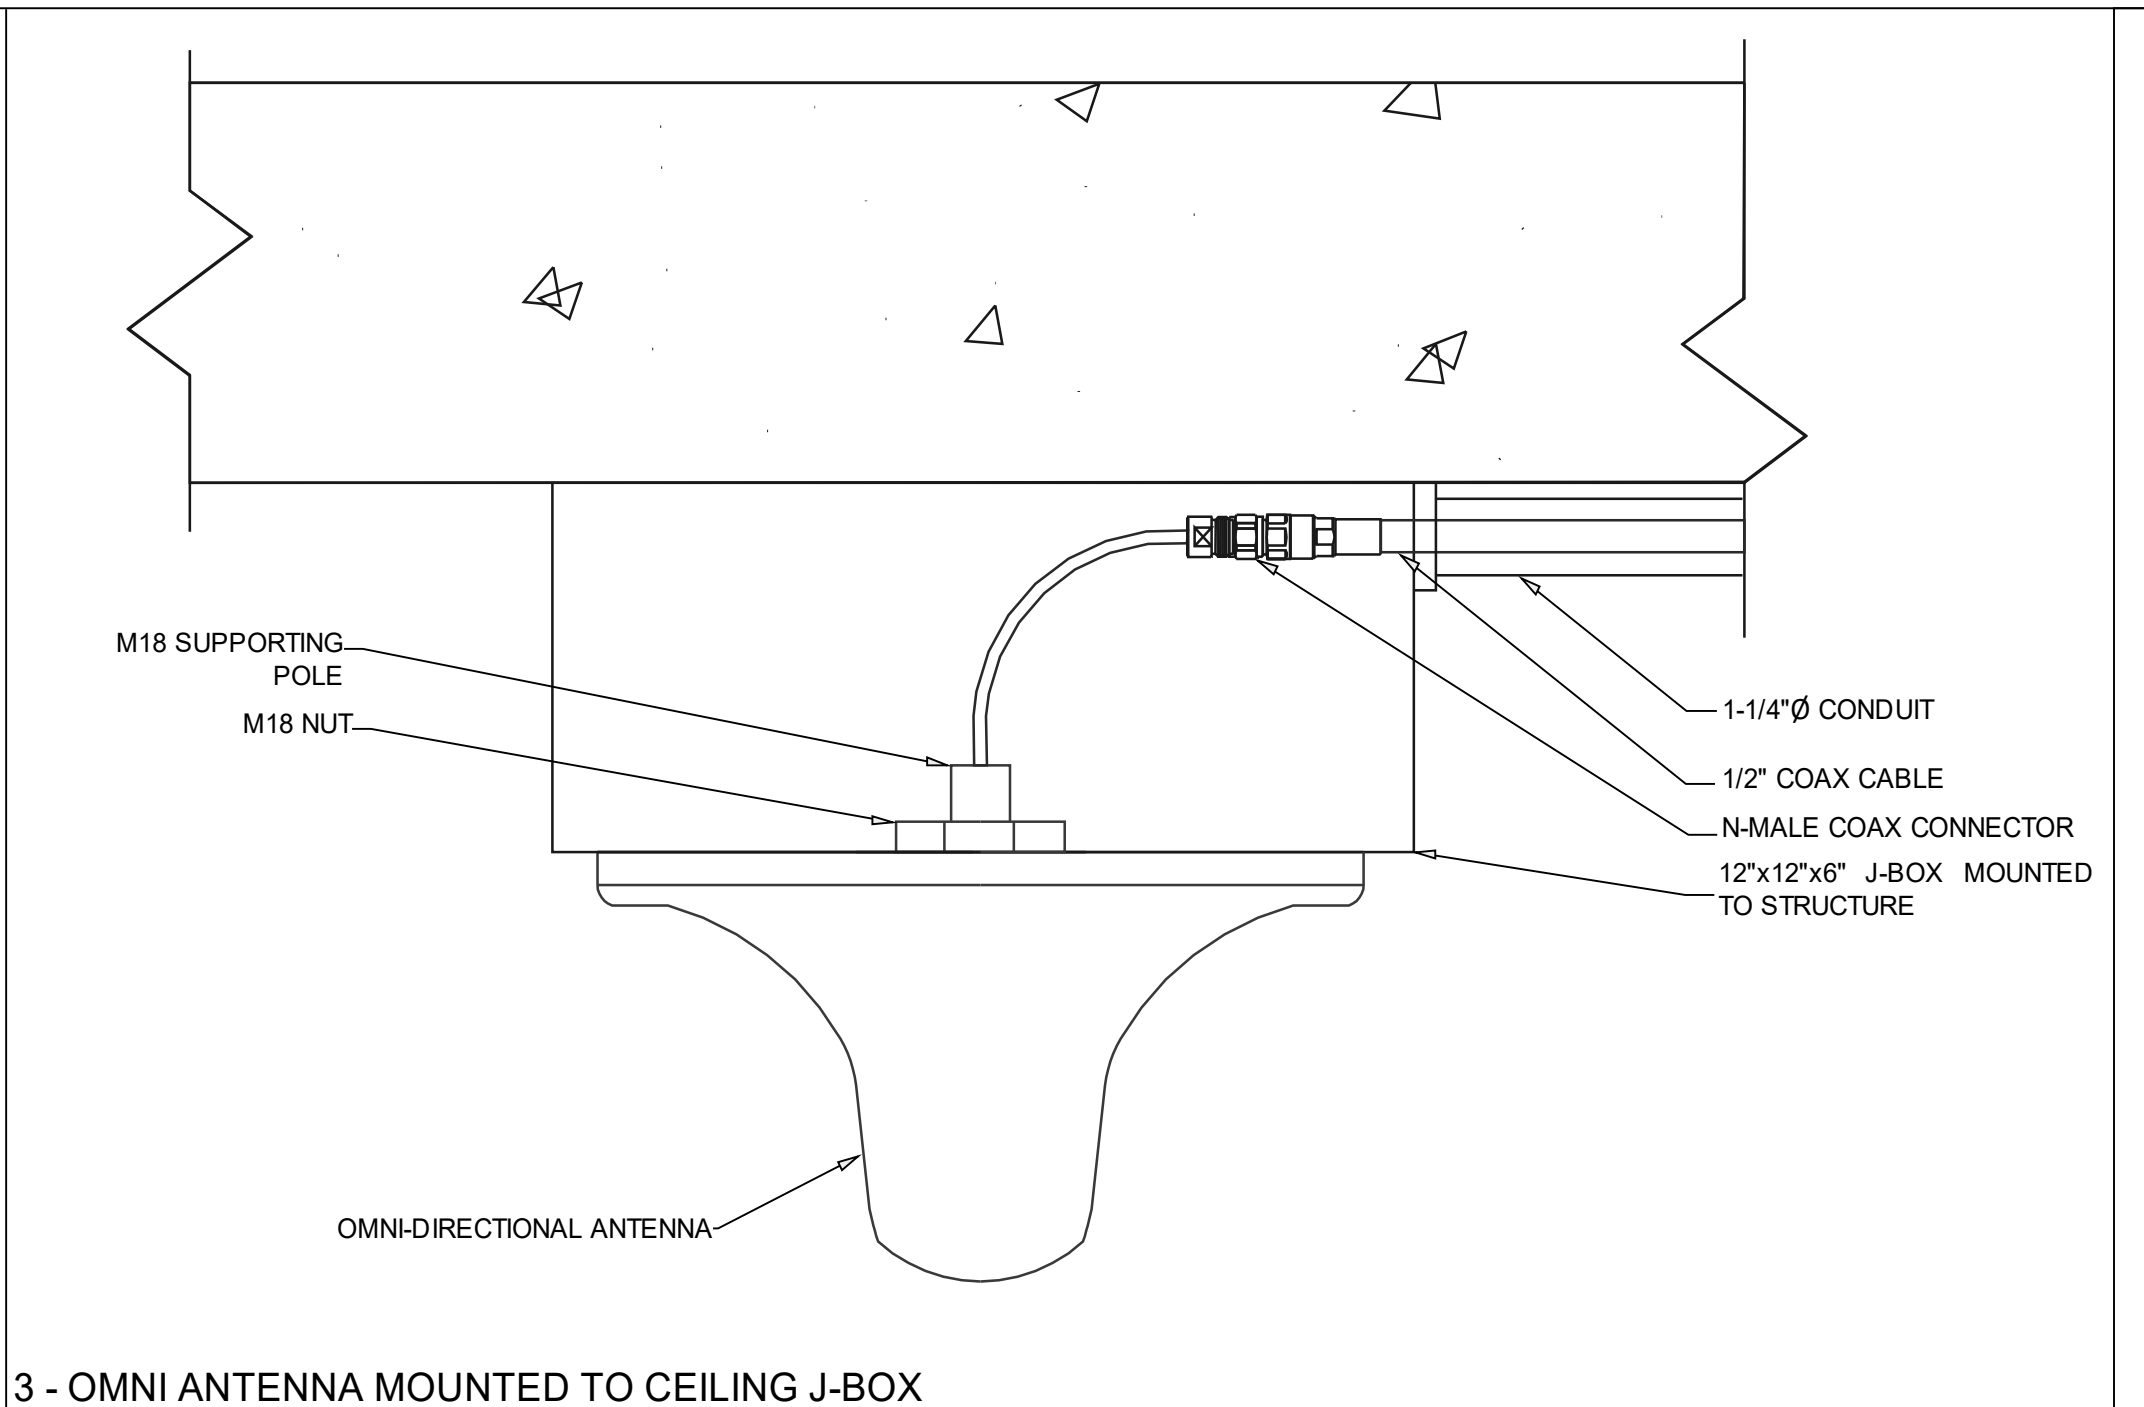 M18 SUPPORTING
POLE
M18 NUT
1-1/4"Ø CONDUIT
1/2" COAX CABLE
N-MALE COAX CONNECTOR
12"x12"x6" J-BOX MOUNTED
TO STRUCTURE
OMNI-DIRECTIONAL ANTENNA
3 - OMNI ANTENNA MOUNTED TO CEILING J-BOX